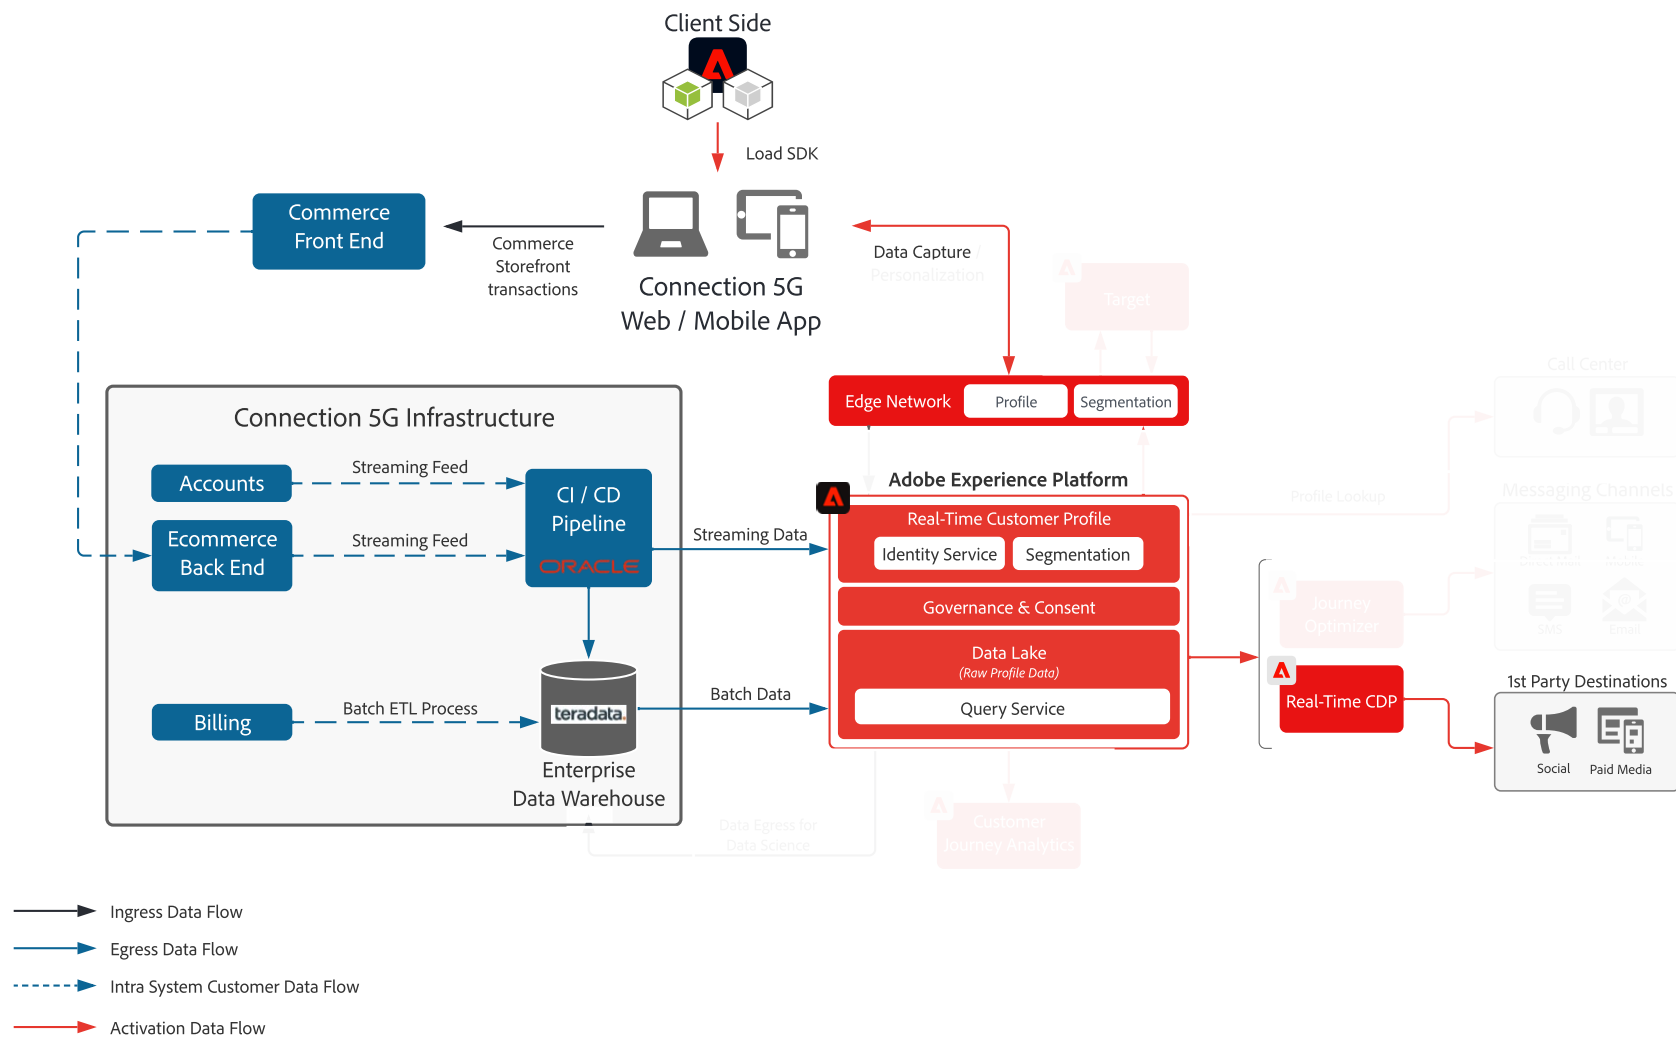 Client Side
Load SDK
Commerce
Front End
Commerce
Storefront
transactions
Connection 5G
Web / Mobile App
Data Capture /
Personalization
Target
Edge Network
Profile
Segmentation
Call Center
Connection 5G Infrastructure
Accounts
Streaming Feed
CI / CD
Pipeline
ORACLE
Ecommerce
Back End
Streaming Feed
Streaming Data
Adobe Experience Platform
Real-Time Customer Profile
Identity Service
Segmentation
Governance & Consent
Data Lake
(Raw Profile Data)
Query Service
Profile Lookup
Messaging Channels
SMS
Email
Journey
Optimizer
Real-Time CDP
1st Party Destinations
Social
Paid Media
Billing
Batch ETL Process
teradata.
Batch Data
Enterprise
Data Warehouse
Data Egress for
Data Science
Customer
Journey Analytics
Ingress Data Flow
Egress Data Flow
Intra System Customer Data Flow
Activation Data Flow